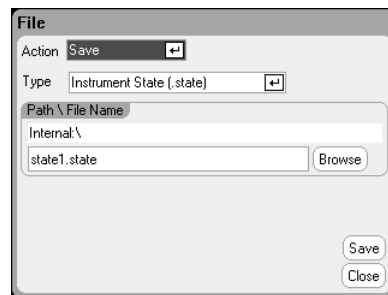 File
Action Save
Type Instrument State (.state)
Path \ File Name
Internal:\
state1.state Browse
Save
Close